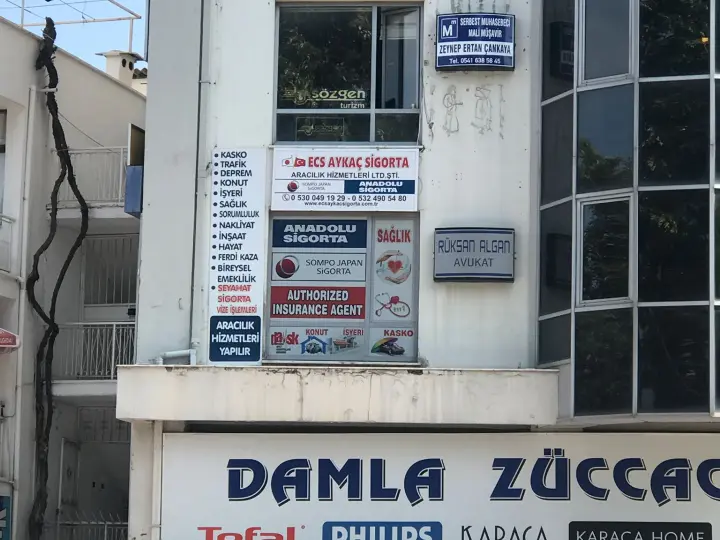 SERBEST MUHASEBECİ
MALİ MÜŞAVİR
ZEYNEP ERTAN ÇANKAYA
Tel. 0541 638 58 45
sözgen
turizm
• KASKO
• TRAFİK
• DEPREM
• KONUT
• İŞYERİ
• SAĞLIK
• SORUMLULUK
• NAKLİYAT
• İNŞAAT
• HAYAT
• FERDİ KAZA
• BİREYSEL
EMEKLİLİK
• SEYAHAT
SİGORTA
VİZE İŞLEMLERİ
ARACILIK
HİZMETLERİ
YAPILIR
ECS AYKAÇ SİGORTA
ARACILIK HİZMETLERİ LTD.ŞTİ.
SOMPO JAPAN
SİGORTA
ANADOLU
SİGORTA
0 530 049 19 29 - 0 532 490 54 80
www.ecsaykacsigorta.com.tr
ANADOLU
SİGORTA
SOMPO JAPAN
SİGORTA
AUTHORIZED
INSURANCE AGENT
SAĞLIK
KONUT
İŞYERİ
KASKO
RÜKSAN ALGAN
AVUKAT
DAMLA ZÜCCAC
Tefal
PHILIPS
KARACA
KARACA HOME